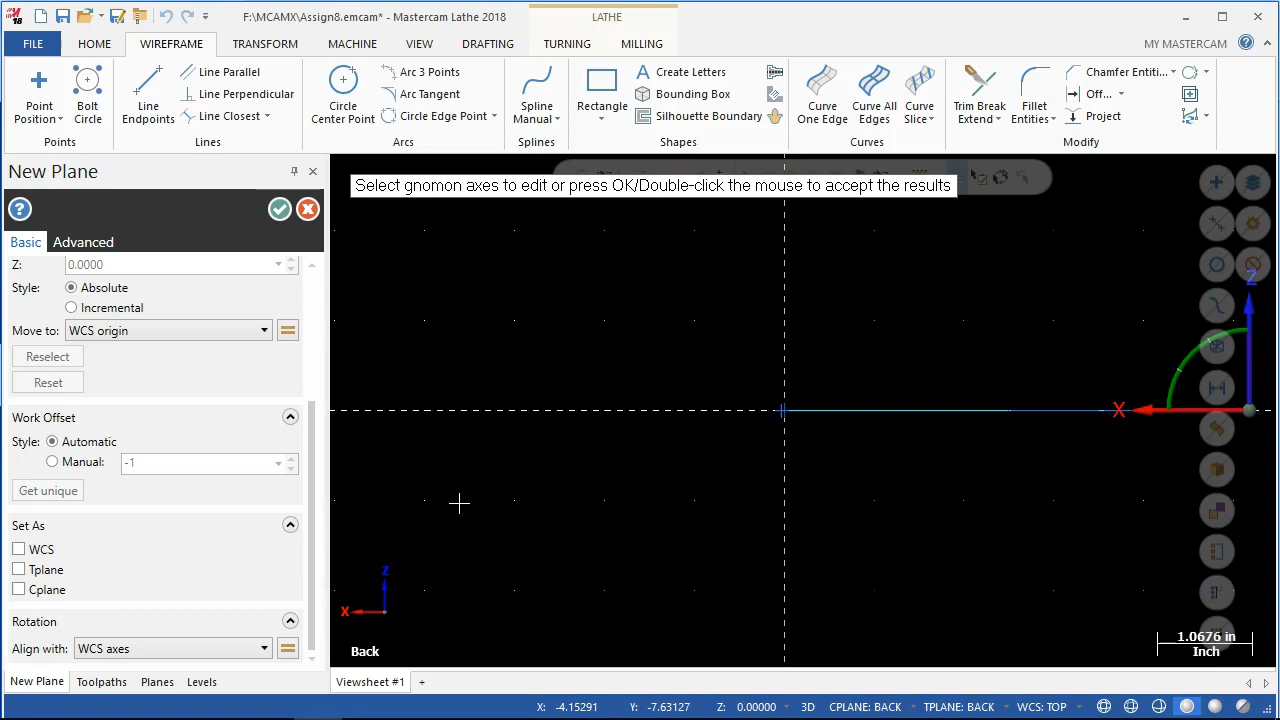 F:\MCAMX\Assign8.emcam* - Mastercam Lathe 2018
LATHE
18
FILE
HOME
WIREFRAME
TRANSFORM
MACHINE
VIEW
DRAFTING
TURNING
MILLING
MY MASTERCAM
Point Position
Bolt Circle
Points
Line Endpoints
Line Parallel
Line Perpendicular
Line Closest
Lines
Circle Center Point
Arc 3 Points
Arc Tangent
Circle Edge Point
Arcs
Spline Manual
Splines
Rectangle
Create Letters
Bounding Box
Silhouette Boundary
Shapes
Curve One Edge
Curve All Edges
Curve Slice
Curves
Trim Break Extend
Fillet Entities
Chamfer Entiti...
Off...
Project
Modify
New Plane
Basic
Advanced
Z: 0.0000
Style: Absolute
Incremental
Move to: WCS origin
Reselect
Reset
Work Offset
Style: Automatic
Manual: -1
Get unique
Set As
WCS
Tplane
Cplane
Rotation
Align with: WCS axes
New Plane
Toolpaths
Planes
Levels
Select gnomon axes to edit or press OK/Double-click the mouse to accept the results
Z
X
Z
X
Back
1.0676 in
Inch
Viewsheet #1
+
X: -4.15291
Y: -7.63127
Z: 0.00000
3D
CPLANE: BACK
TPLANE: BACK
WCS: TOP